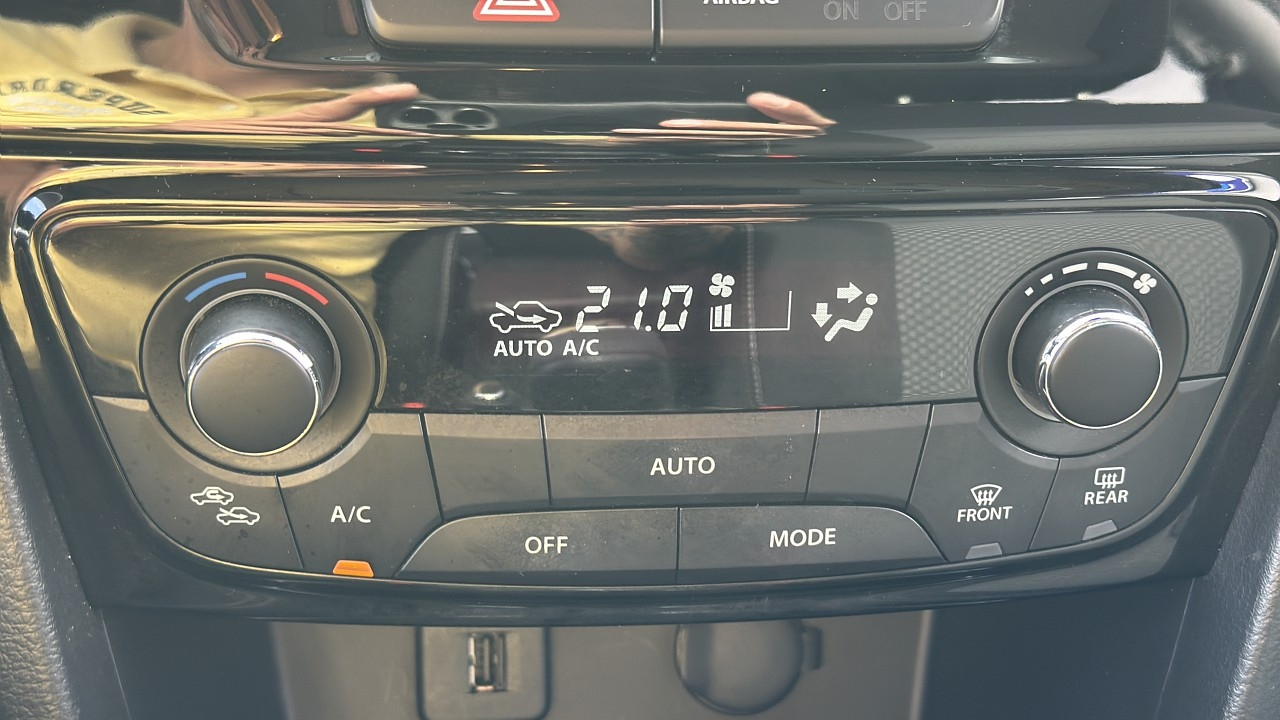 AIRBAG
ON OFF
21.0
AUTO A/C
AUTO
A/C
OFF
MODE
FRONT
REAR